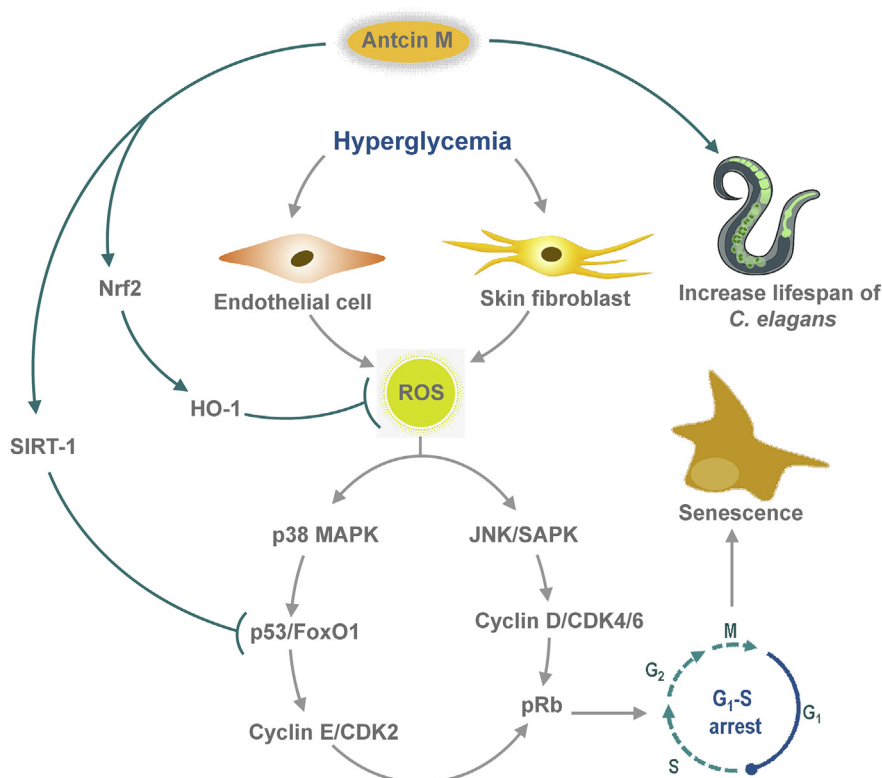 Antcin M
Hyperglycemia
Nrf2
Endothelial cell
Skin fibroblast
Increase lifespan of
C. elagans
ROS
HO-1
SIRT-1
Senescence
p38 MAPK
JNK/SAPK
p53/FoxO1
Cyclin D/CDK4/6
Cyclin E/CDK2
pRb
M
G₂
G₁-S
arrest
G₁
S